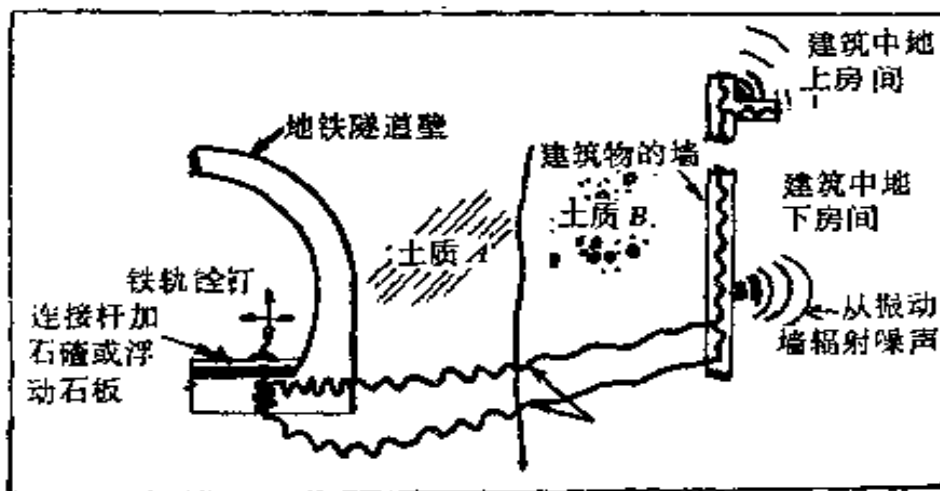 建筑中地
上房间
地铁隧道壁
建筑物的墙
建筑中地
下房间
土质 A
土质 B
铁轨铨钉
连接杆加
石碴或浮
动石板
从振动
墙辐射噪声